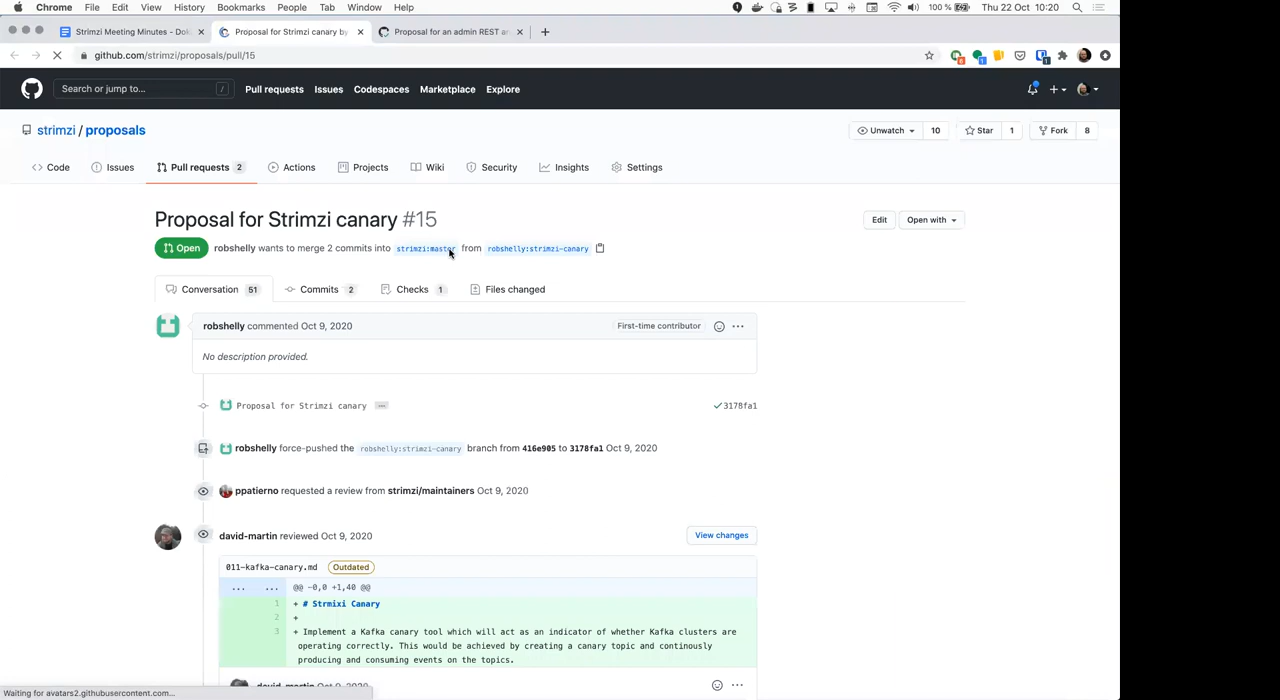 Chrome File Edit View History Bookmarks People Tab Window Help 100 % Thu 22 Oct 10:20
Strimzi Meeting Minutes - Dok Proposal for Strimzi canary by Proposal for an admin REST
github.com/strimzi/proposals/pull/15
Search or jump to... / Pull requests Issues Codespaces Marketplace Explore
strimzi / proposals Unwatch 10 Star 1 Fork 8
Code Issues Pull requests 2 Actions Projects Wiki Security Insights Settings
Proposal for Strimzi canary #15 Edit Open with
Open robshelly wants to merge 2 commits into strimzi:master from robshelly:strimzi-canary
Conversation 51 Commits 2 Checks 1 Files changed
robshelly commented Oct 9, 2020 First-time contributor
No description provided.
Proposal for Strimzi canary 3178fa1
robshelly force-pushed the robshelly:strimzi-canary branch from 416e905 to 3178fa1 Oct 9, 2020
ppatierno requested a review from strimzi/maintainers Oct 9, 2020
david-martin reviewed Oct 9, 2020 View changes
011-kafka-canary.md Outdated
... ... @@ -0,0 +1,40 @@
1 + # Strmixi Canary
2 +
3 + Implement a Kafka canary tool which will act as an indicator of whether Kafka clusters are
operating correctly. This would be achieved by creating a canary topic and continously
producing and consuming events on the topics.
david-martin Oct 9, 2020
Waiting for avatars2.githubusercontent.com...